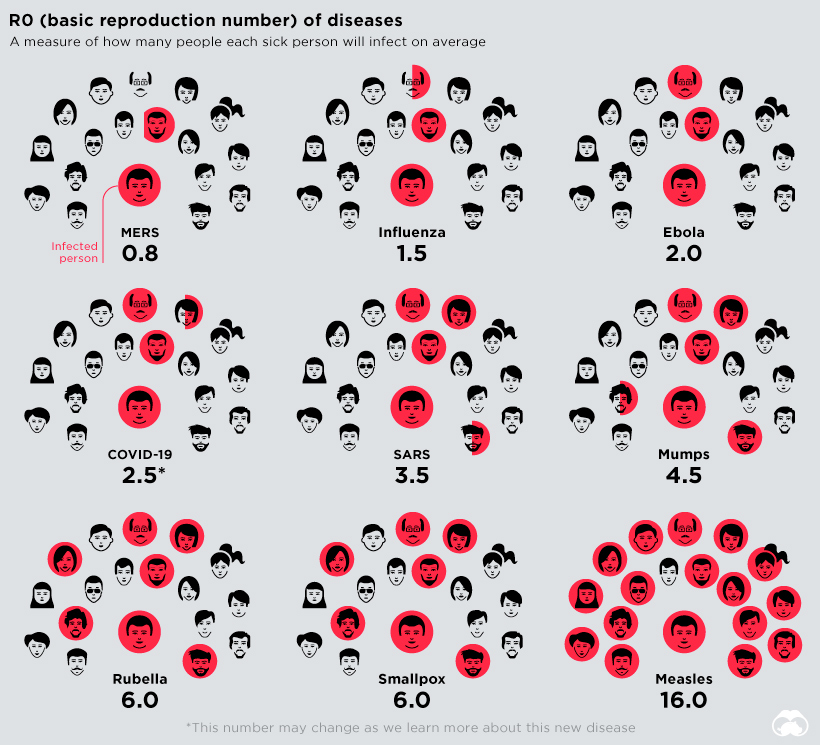 R0 (basic reproduction number) of diseases
A measure of how many people each sick person will infect on average
Infected
person
MERS
0.8
Influenza
1.5
Ebola
2.0
COVID-19
2.5*
SARS
3.5
Mumps
4.5
Rubella
6.0
Smallpox
6.0
Measles
16.0
*This number may change as we learn more about this new disease